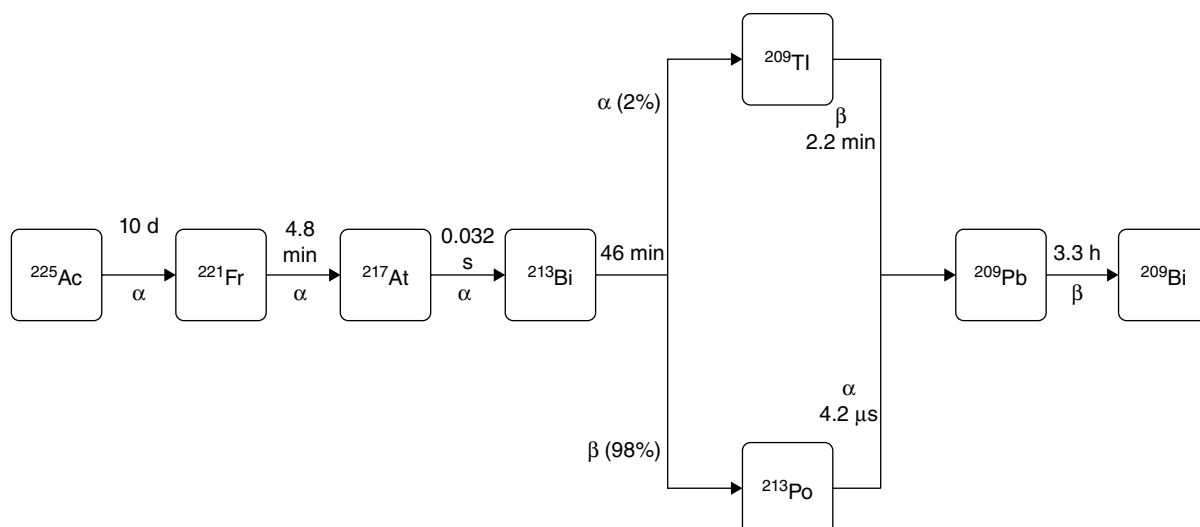 ²⁰⁹Tl
α (2%)
β
2.2 min
10 d
4.8
min
0.032
s
46 min
3.3 h
²²⁵Ac
²²¹Fr
²¹⁷At
²¹³Bi
²⁰⁹Pb
²⁰⁹Bi
α
α
α
β
α
4.2 μs
β (98%)
²¹³Po